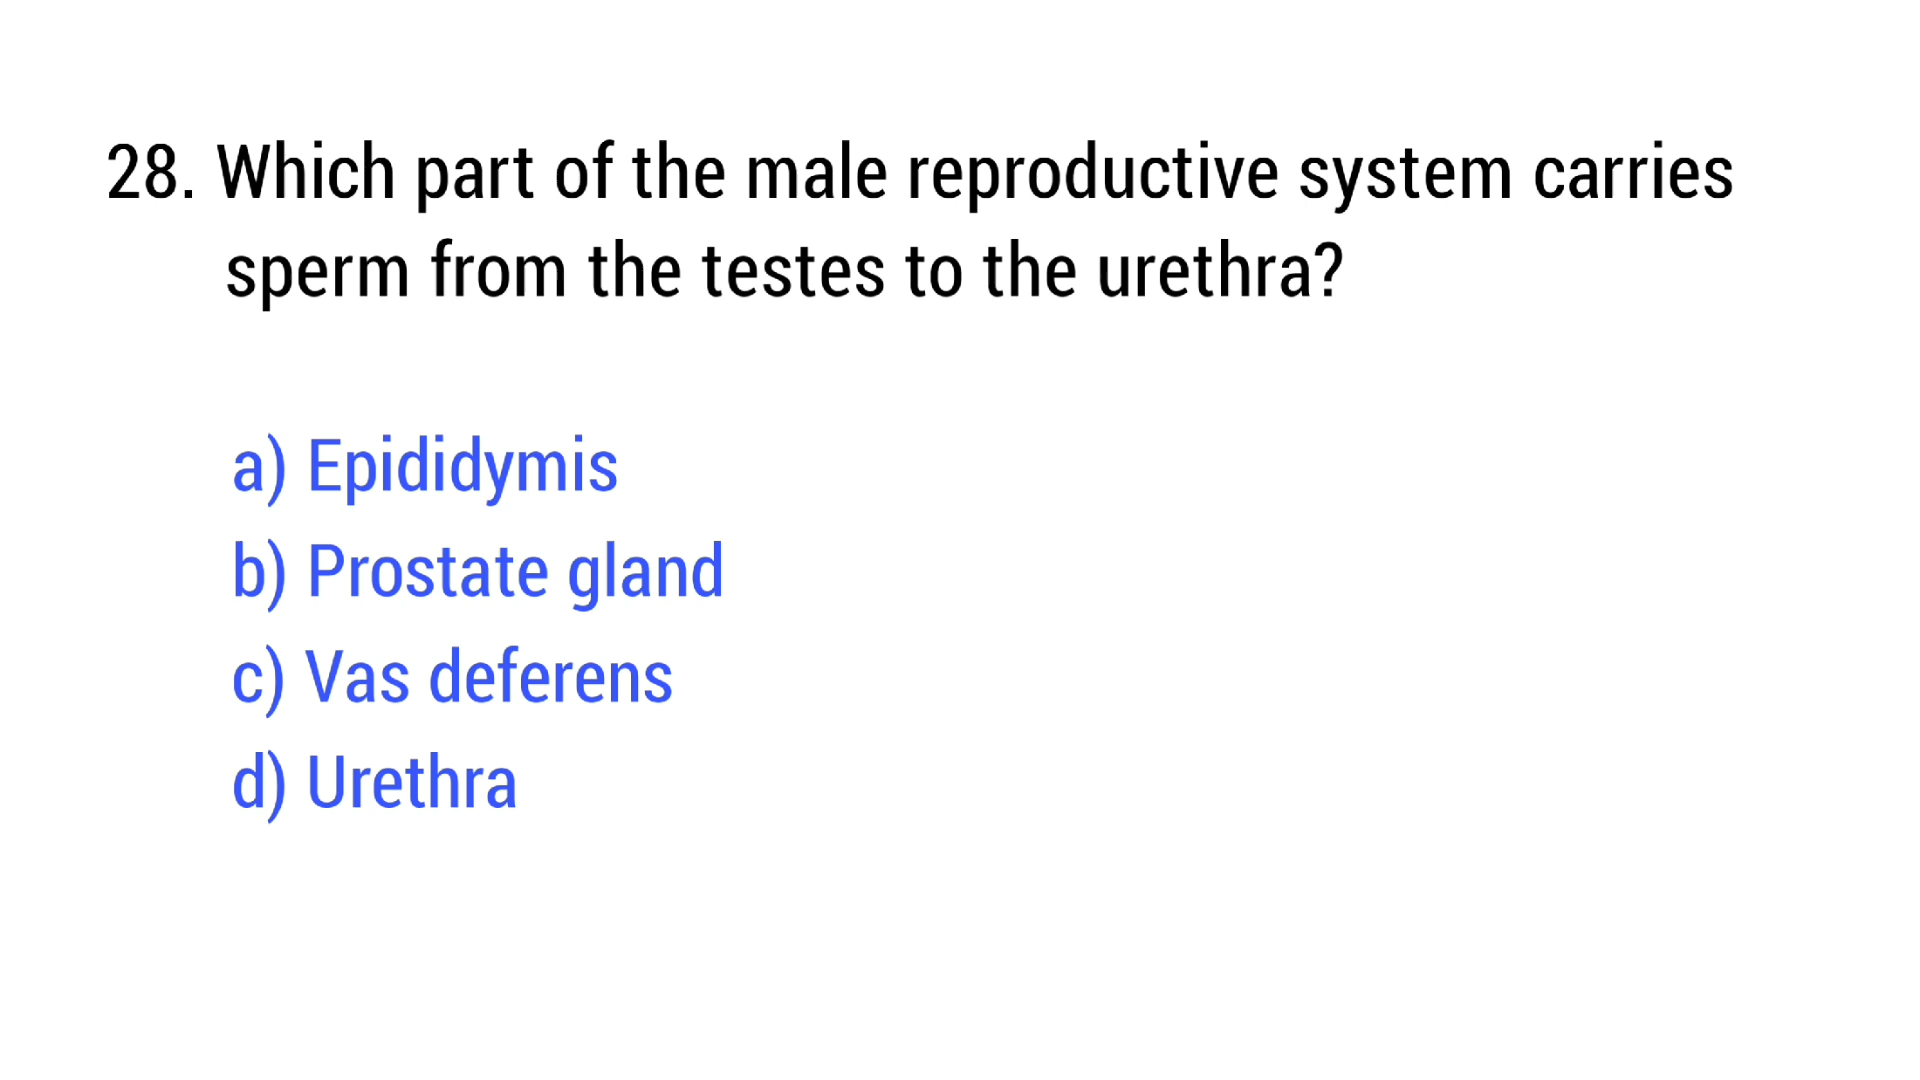 28. Which part of the male reproductive system carries
sperm from the testes to the urethra?
a) Epididymis
b) Prostate gland
c) Vas deferens
d) Urethra